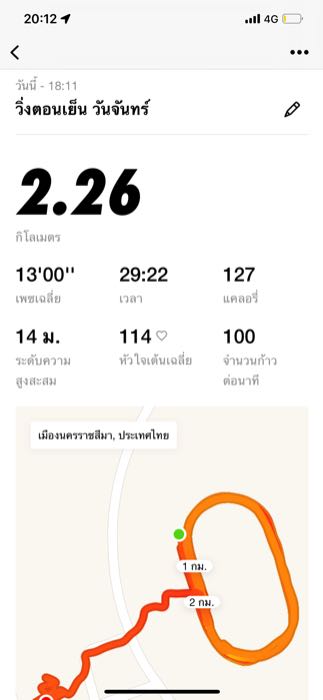 20:12
4G
วันนี้ - 18:11
วิ่งตอนเย็น วันจันทร์
2.26
กิโลเมตร
13'00'' 29:22 127
เพซเฉลี่ย เวลา แคลอรี่
14 ม. 114 100
ระดับความ หัวใจเต้นเฉลี่ย จำนวนก้าว
สูงสะสม ต่อนาที
เมืองนครราชสีมา, ประเทศไทย
1 กม.
2 กม.